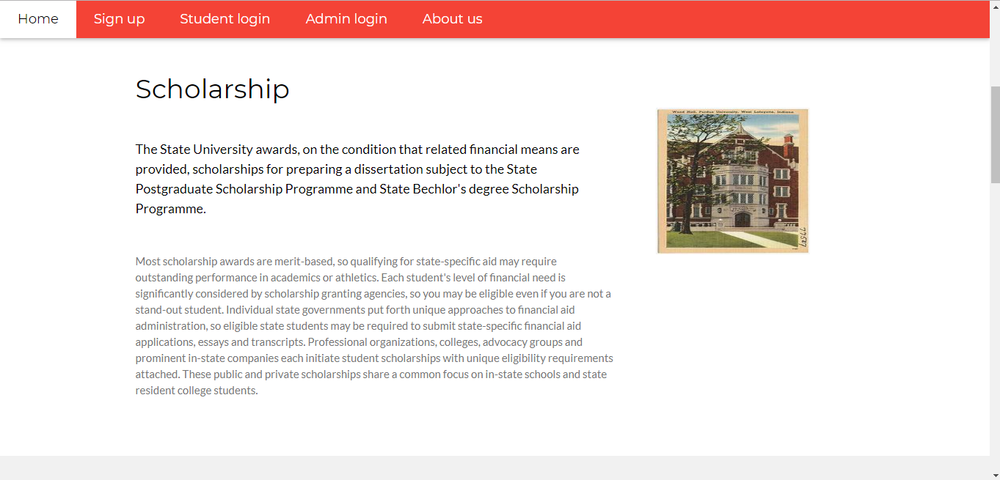 Home Sign up Student login Admin login About us
Scholarship
Wood Hall, Purdue University, West Lafayette, Indiana
The State University awards, on the condition that related financial means are
provided, scholarships for preparing a dissertation subject to the State
Postgraduate Scholarship Programme and State Bechlor's degree Scholarship
Programme.
Most scholarship awards are merit-based, so qualifying for state-specific aid may require
outstanding performance in academics or athletics. Each student's level of financial need is
significantly considered by scholarship granting agencies, so you may be eligible even if you are not a
stand-out student. Individual state governments put forth unique approaches to financial aid
administration, so eligible state students may be required to submit state-specific financial aid
applications, essays and transcripts. Professional organizations, colleges, advocacy groups and
prominent in-state companies each initiate student scholarships with unique eligibility requirements
attached. These public and private scholarships share a common focus on in-state schools and state
resident college students.